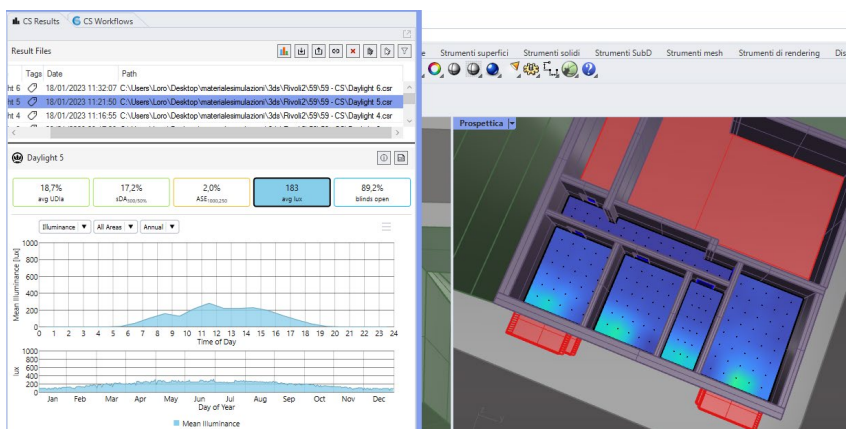 CS Results CS Workflows
Result Files
Tags Date Path
ht 6 18/01/2023 11:32:07 C:\Users\Loro\Desktop\materialesimulazioni\3ds\Rivoli2\59\59 - CS\Daylight 6.csr
ht 5 18/01/2023 11:21:50 C:\Users\Loro\Desktop\materialesimulazioni\3ds\Rivoli2\59\59 - CS\Daylight 5.csr
ht 4 18/01/2023 11:16:55 C:\Users\Loro\Desktop\materialesimulazioni\3ds\Rivoli2\59\59 - CS\Daylight 4.csr
Daylight 5
18,7% 17,2% 2,0% 183 89,2%
avg UDIa sDA300/50% ASE1000,250 avg lux blinds open
Illuminance All Areas Annual
Mean Illuminance [lux]
1000
800
600
400
200
0
0 1 2 3 4 5 6 7 8 9 10 11 12 13 14 15 16 17 18 19 20 21 22 23 24
Time of Day
lux
1000
800
600
400
200
0
Jan Feb Mar Apr May Jun Jul Aug Sep Oct Nov Dec
Day of Year
Mean Illuminance
e Strumenti superfici Strumenti solidi Strumenti SubD Strumenti mesh Strumenti di rendering Dis
Prospettica